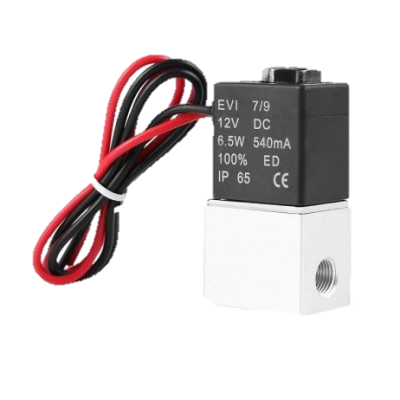 EVI 7/9
12V DC
6.5W 540mA
100% ED
IP 65 CE